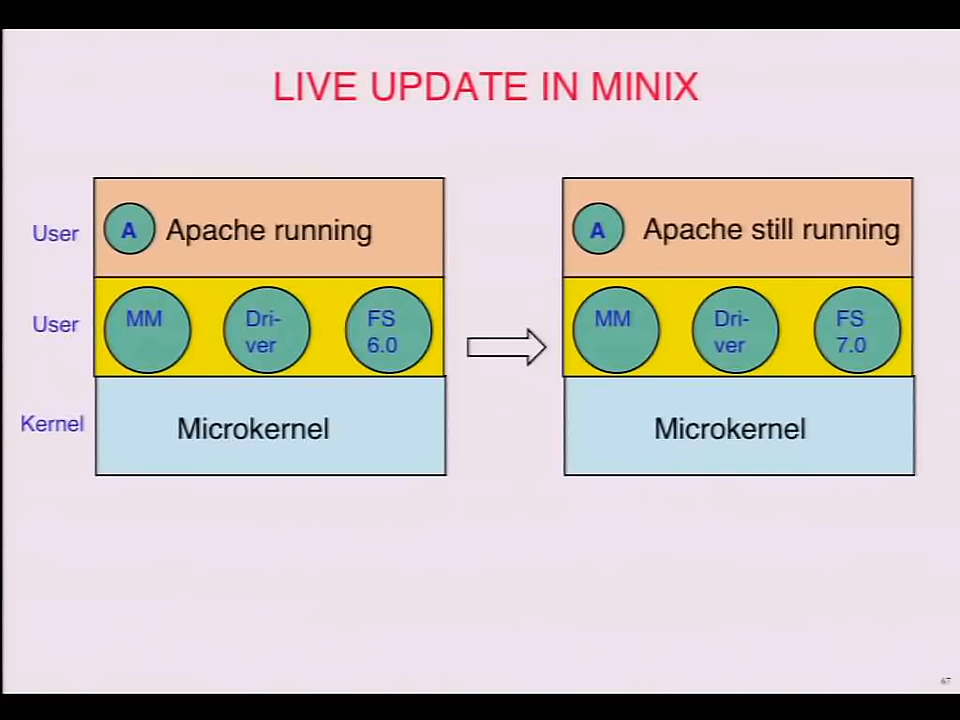 LIVE UPDATE IN MINIX
User
A
Apache running
A
Apache still running
User
MM
Dri-
ver
FS
6.0
MM
Dri-
ver
FS
7.0
Kernel
Microkernel
Microkernel
67